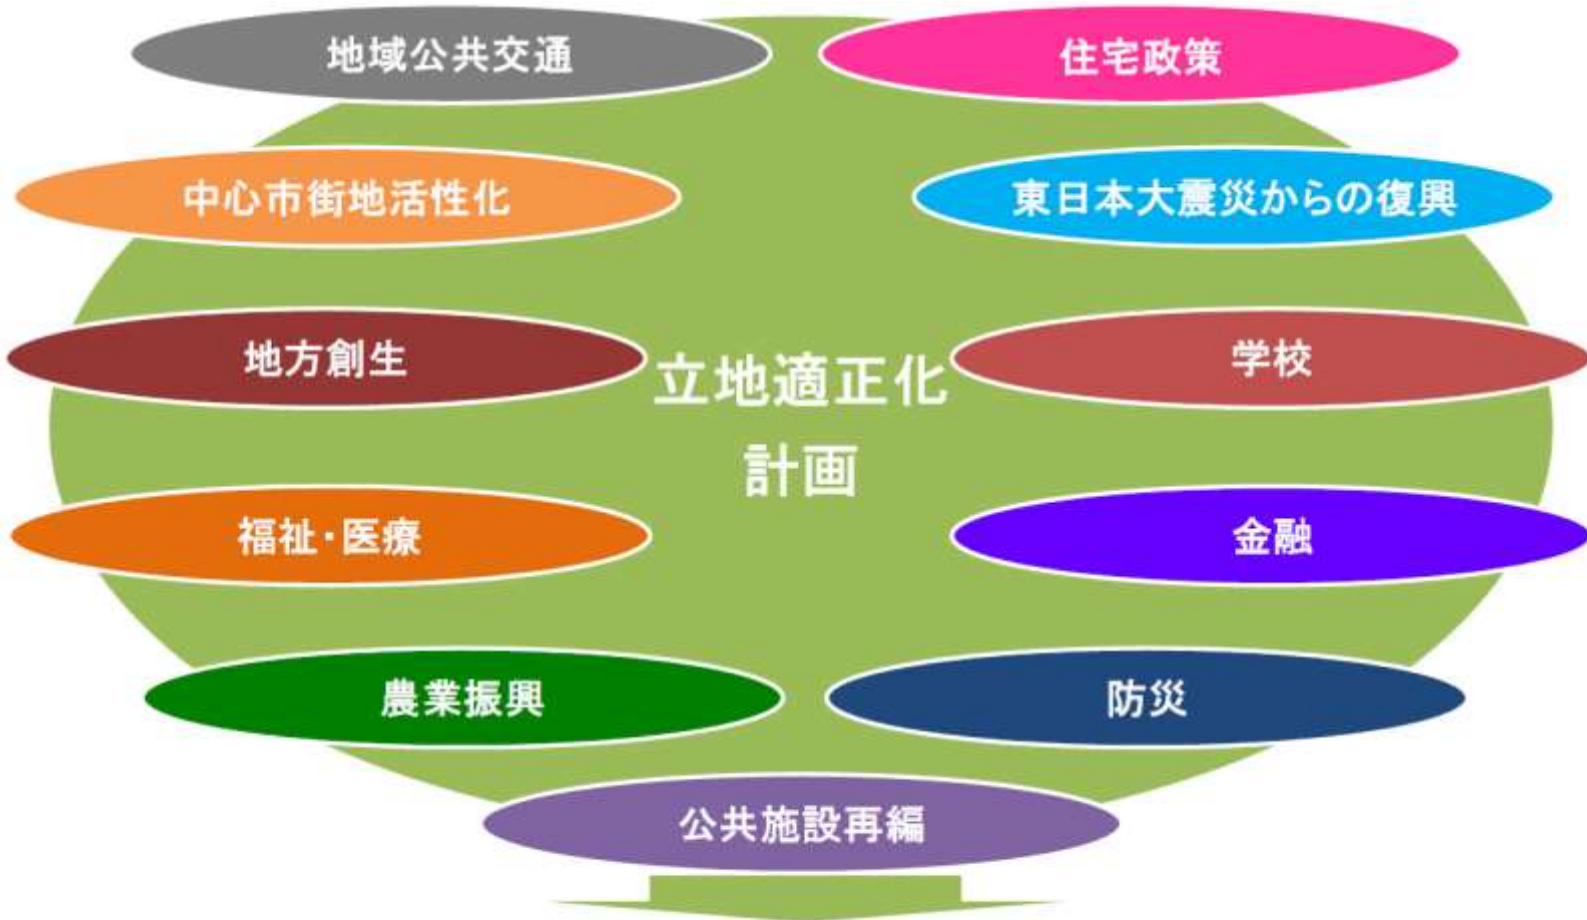 地域公共交通
住宅政策
中心市街地活性化
東日本大震災からの復興
地方創生
学校
立地適正化
計画
福祉・医療
金融
農業振興
防災
公共施設再編